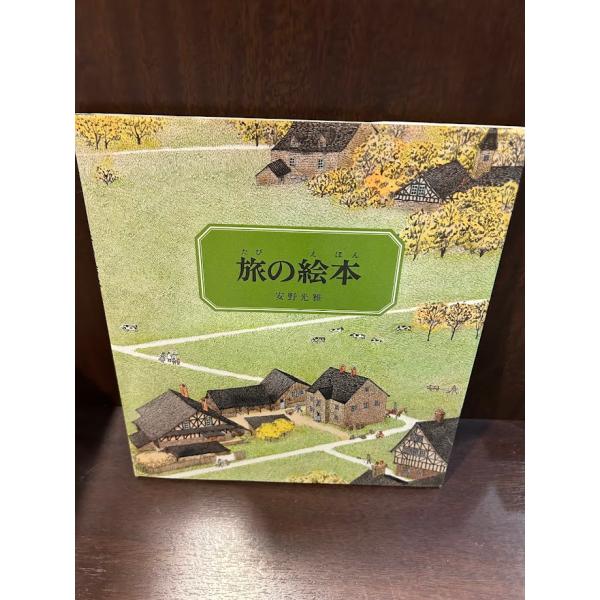 たび えほん
旅の絵本
安野光雅